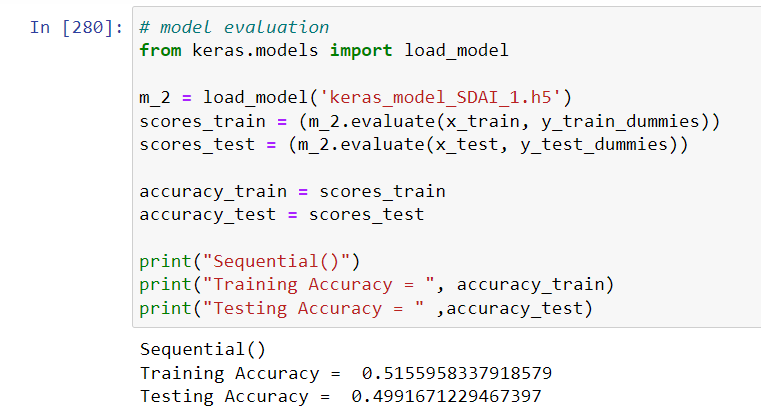 In [280]: # model evaluation
from keras.models import load_model
m_2 = load_model('keras_model_SDAI_1.h5')
scores_train = (m_2.evaluate(x_train, y_train_dummies))
scores_test = (m_2.evaluate(x_test, y_test_dummies))
accuracy_train = scores_train
accuracy_test = scores_test
print("Sequential()")
print("Training Accuracy = ", accuracy_train)
print("Testing Accuracy = " ,accuracy_test)
Sequential()
Training Accuracy =  0.5155958337918579
Testing Accuracy =  0.4991671229467397